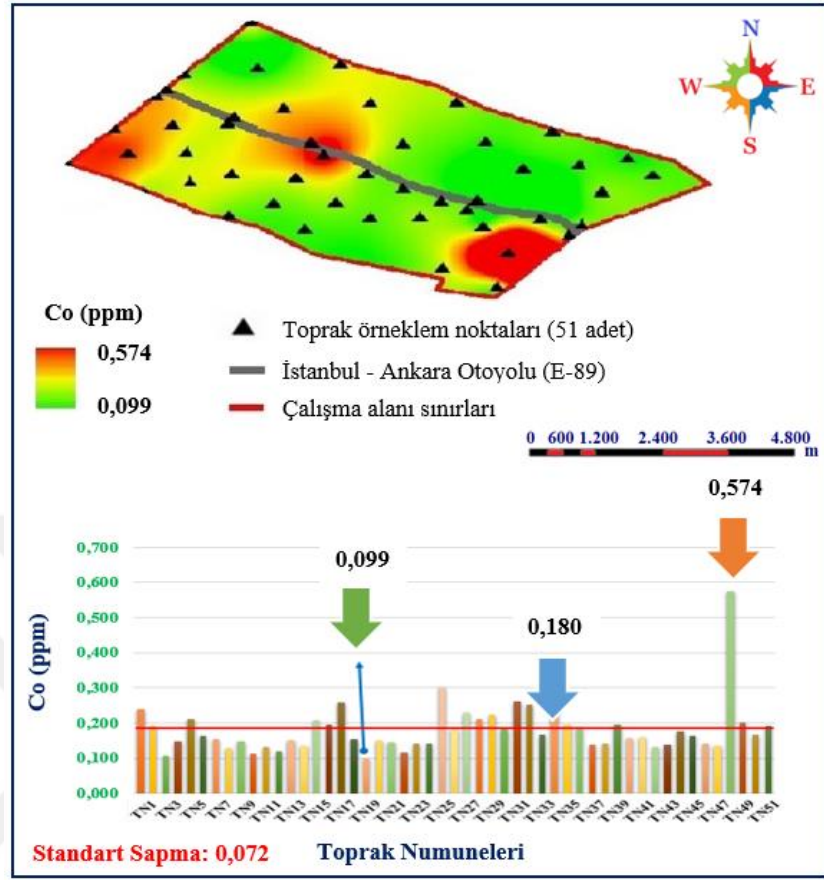 N
W E
S
Co (ppm)
0,574
0,099
Toprak örneklem noktaları (51 adet)
İstanbul - Ankara Otoyolu (E-89)
Çalışma alanı sınırları
0 600 1.200 2.400 3.600 4.800
m
0,574
0,099
0,180
Co (ppm)
0,700
0,600
0,500
0,400
0,300
0,200
0,100
0,000
TN1 TN3 TN5 TN7 TN9 TN11 TN13 TN15 TN17 TN19 TN21 TN23 TN25 TN27 TN29 TN31 TN33 TN35 TN37 TN39 TN41 TN43 TN45 TN47 TN49 TN51
Standart Sapma: 0,072 Toprak Numuneleri